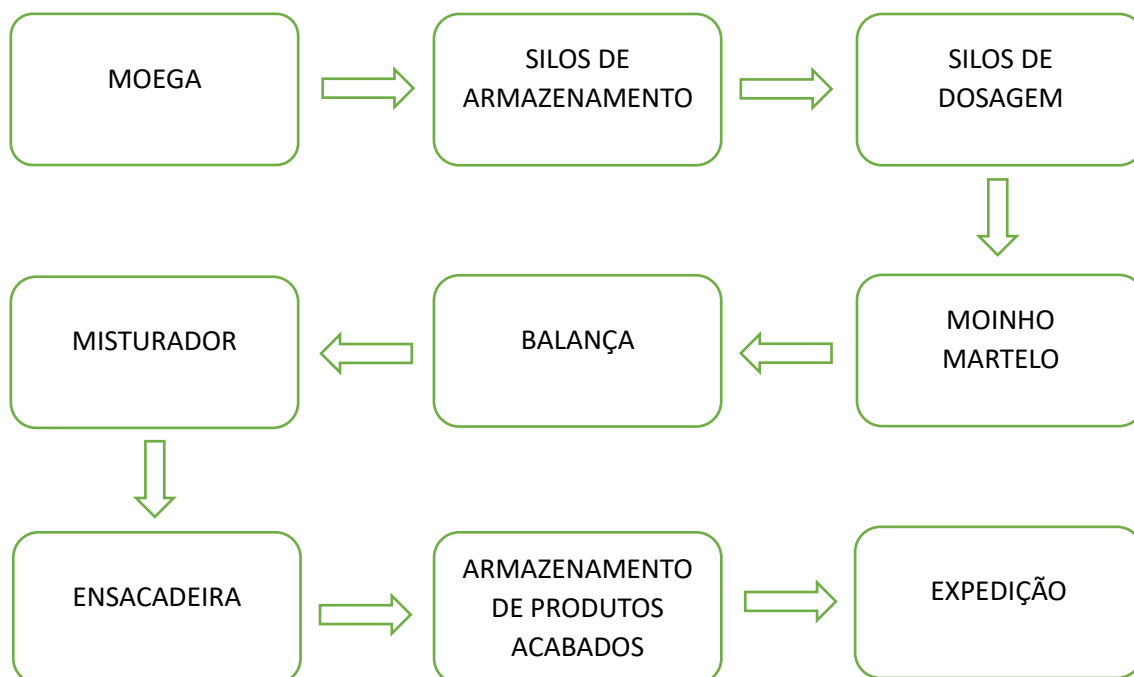 MOEGA
SILOS DE
ARMAZENAMENTO
SILOS DE
DOSAGEM
MOINHO
MARTELO
BALANÇA
MISTURADOR
ENSACADEIRA
ARMAZENAMENTO
DE PRODUTOS
ACABADOS
EXPEDIÇÃO